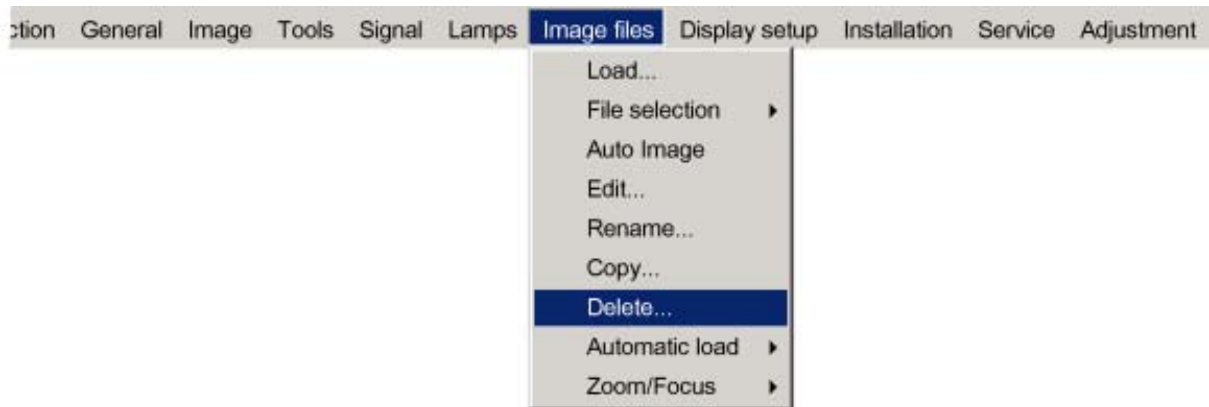 ction General Image Tools Signal Lamps Image files Display setup Installation Service Adjustment
Load...
File selection
Auto Image
Edit...
Rename...
Copy...
Delete...
Automatic load
Zoom/Focus